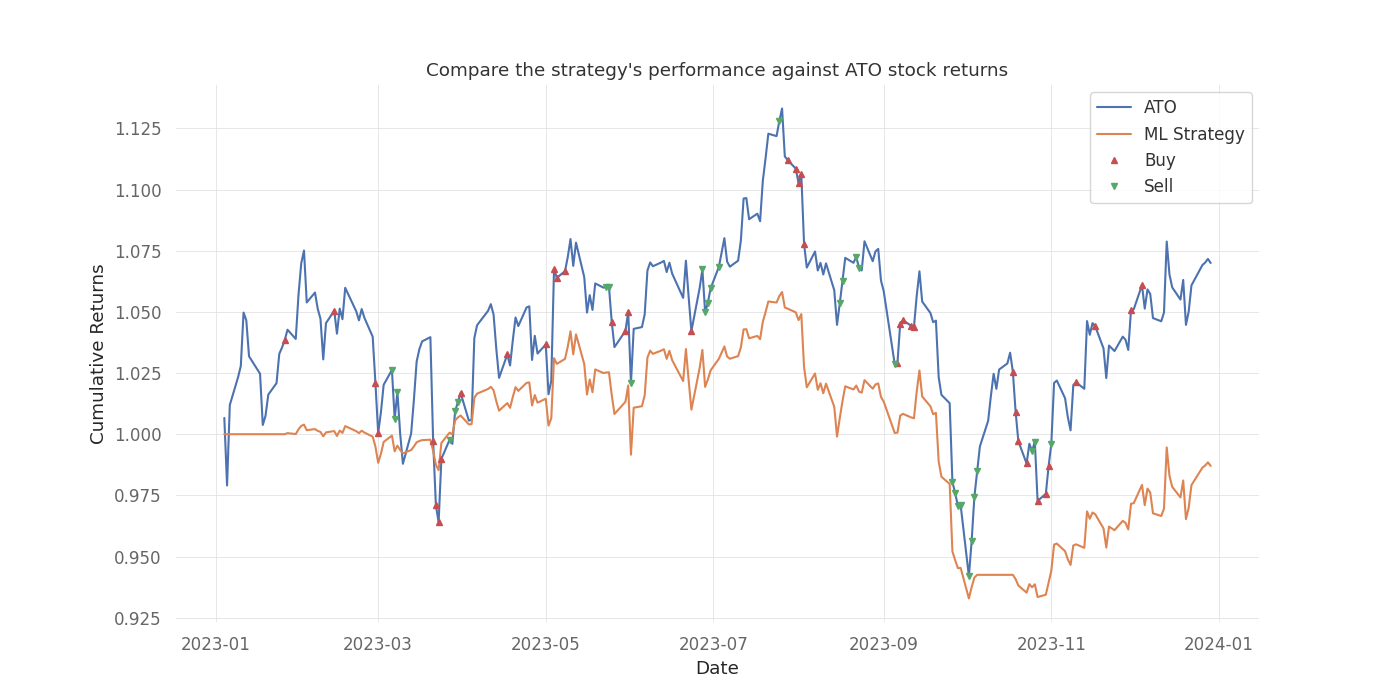 Compare the strategy's performance against ATO stock returns
ATO
ML Strategy
Buy
Sell
Cumulative Returns
1.125
1.100
1.075
1.050
1.025
1.000
0.975
0.950
0.925
2023-01
2023-03
2023-05
2023-07
2023-09
2023-11
2024-01
Date